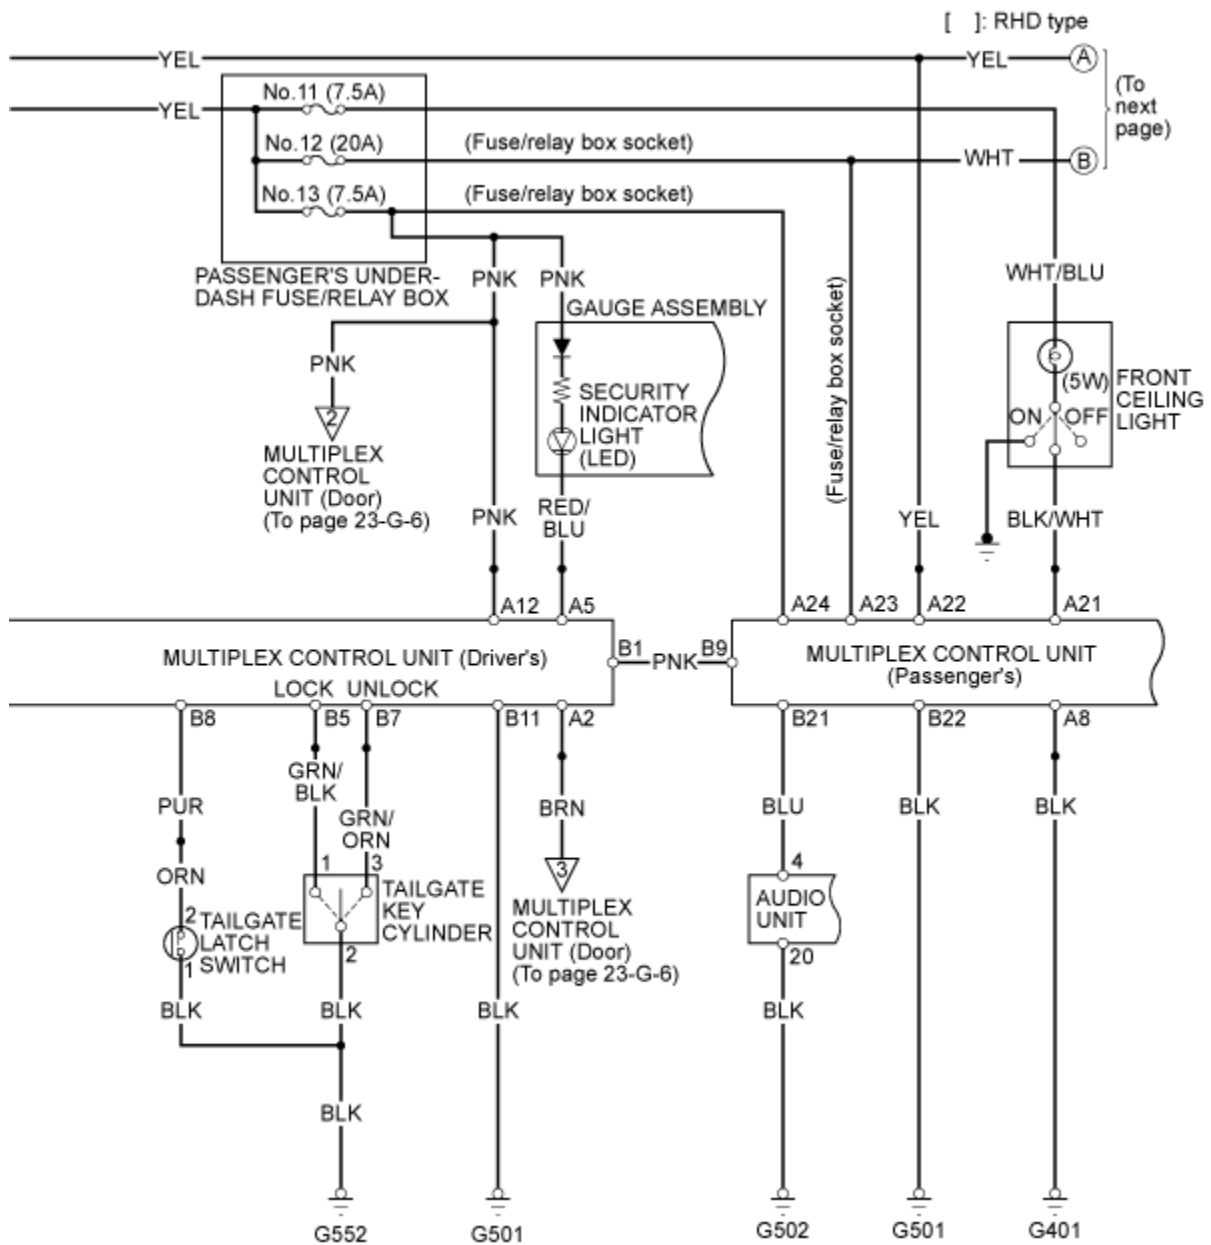 [ ]: RHD type
YEL
YEL
A
(To
next
page)
YEL
No.11 (7.5A)
No.12 (20A)
(Fuse/relay box socket)
WHT
B
No.13 (7.5A)
(Fuse/relay box socket)
PASSENGER'S UNDER-
DASH FUSE/RELAY BOX
PNK
PNK
WHT/BLU
(Fuse/relay box socket)
GAUGE ASSEMBLY
PNK
2
MULTIPLEX
CONTROL
UNIT (Door)
(To page 23-G-6)
SECURITY
INDICATOR
LIGHT
(LED)
(5W)
ON
OFF
FRONT
CEILING
LIGHT
PNK
RED/
BLU
YEL
BLK/WHT
A12
A5
A24
A23
A22
A21
MULTIPLEX CONTROL UNIT (Driver's)
B1
PNK
B9
MULTIPLEX CONTROL UNIT
(Passenger's)
LOCK UNLOCK
B8
B5
B7
B11
A2
B21
B22
A8
GRN/
BLK
PUR
GRN/
ORN
BRN
BLU
BLK
BLK
ORN
1
3
3
4
2
TAILGATE
LATCH
SWITCH
1
TAILGATE
KEY
CYLINDER
2
MULTIPLEX
CONTROL
UNIT (Door)
(To page 23-G-6)
AUDIO
UNIT
20
BLK
BLK
BLK
BLK
BLK
G552
G501
G502
G501
G401